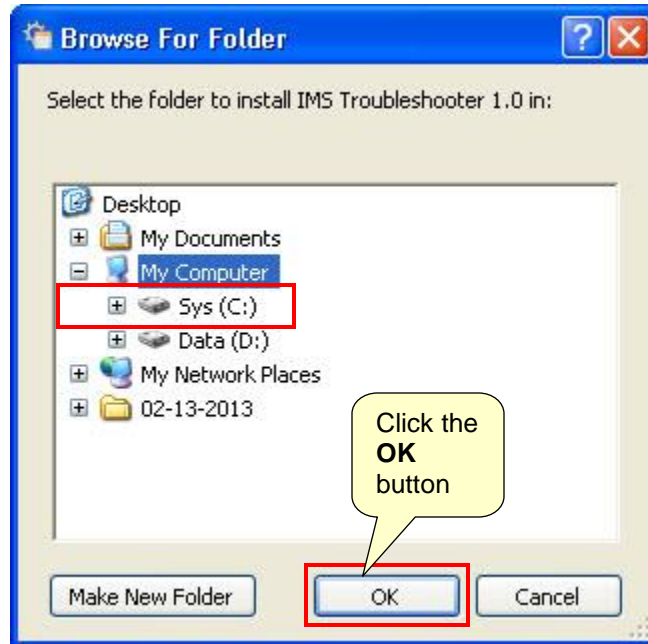 Browse For Folder
Select the folder to install IMS Troubleshooter 1.0 in:
Desktop
My Documents
My Computer
Sys (C:)
Data (D:)
My Network Places
02-13-2013
Click the
OK
button
Make New Folder
OK
Cancel